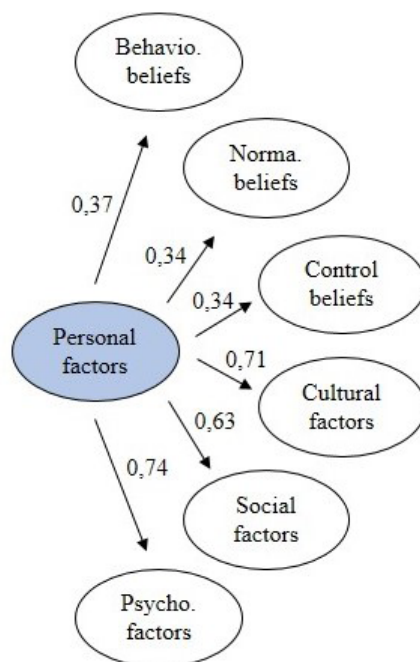 Behavio.
beliefs
Norma.
beliefs
0,37
0,34
Control
beliefs
0,34
Personal
factors
0,71
Cultural
factors
0,63
0,74
Social
factors
Psycho.
factors